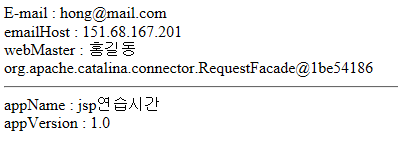 E-mail : hong@mail.com
emailHost : 151.68.167.201
webMaster : 홍길동
org.apache.catalina.connector.RequestFacade@1be54186
appName : jsp연습시간
appVersion : 1.0